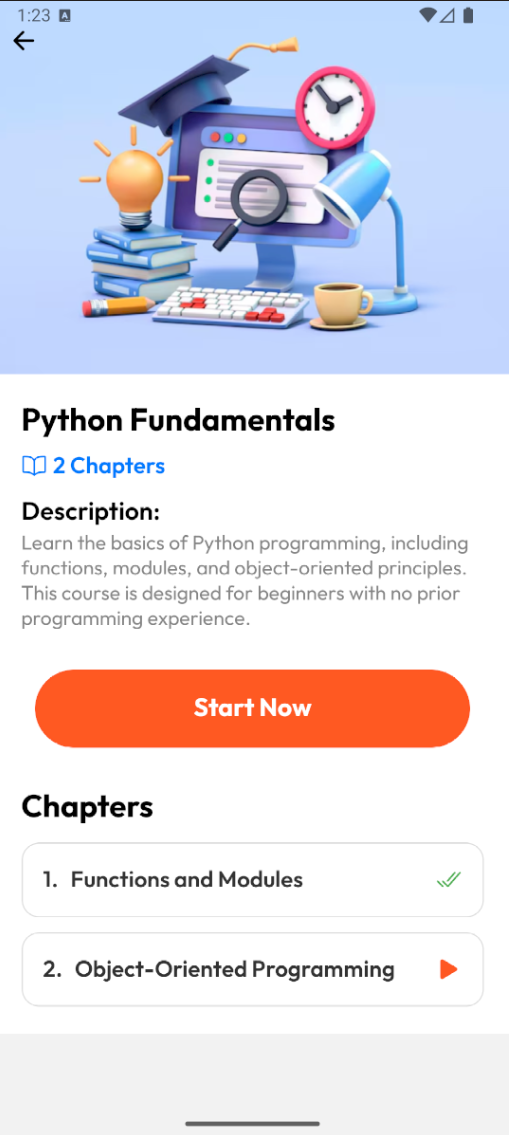 1:23
Python Fundamentals
2 Chapters
Description:
Learn the basics of Python programming, including
functions, modules, and object-oriented principles.
This course is designed for beginners with no prior
programming experience.
Start Now
Chapters
1. Functions and Modules
2. Object-Oriented Programming